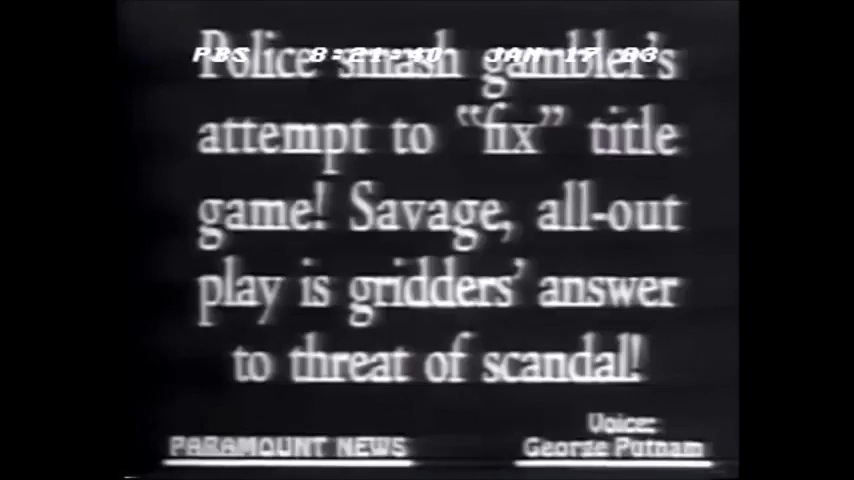 PBS 8:21:40 JAN 17 83
Police smash gambler's
attempt to "fix" title
game! Savage, all-out
play is gridders' answer
to threat of scandal!
Voice:
PARAMOUNT NEWS George Putnam